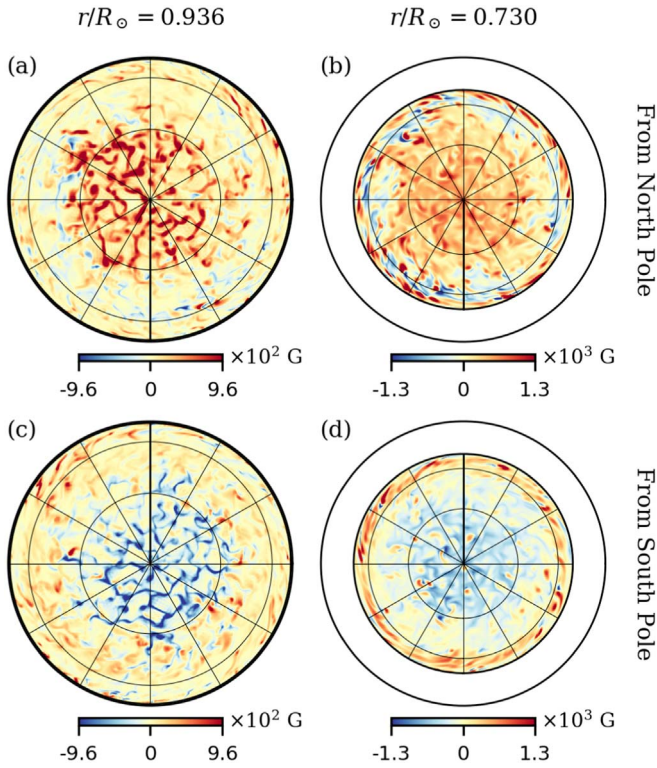 r/R⊙ = 0.936
r/R⊙ = 0.730
(a)
(b)
From North Pole
×10² G
-9.6 0 9.6
×10³ G
-1.3 0 1.3
(c)
(d)
From South Pole
×10² G
-9.6 0 9.6
×10³ G
-1.3 0 1.3